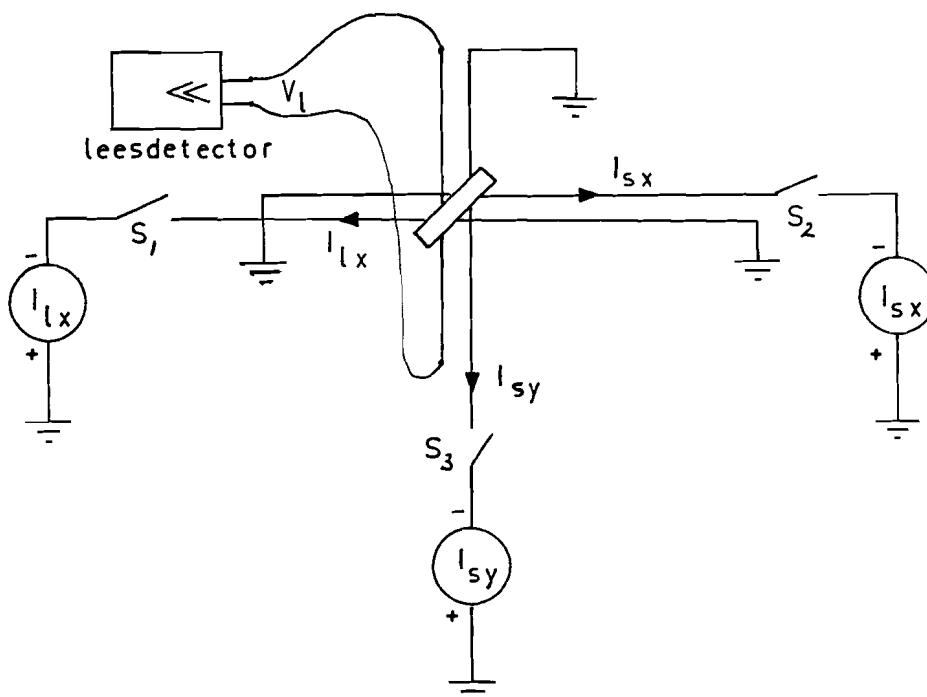 V_l
leesdetector
I_sx
S_1
I_lx
S_2
-
I_lx
+
-
I_sx
+
I_sy
S_3
-
I_sy
+